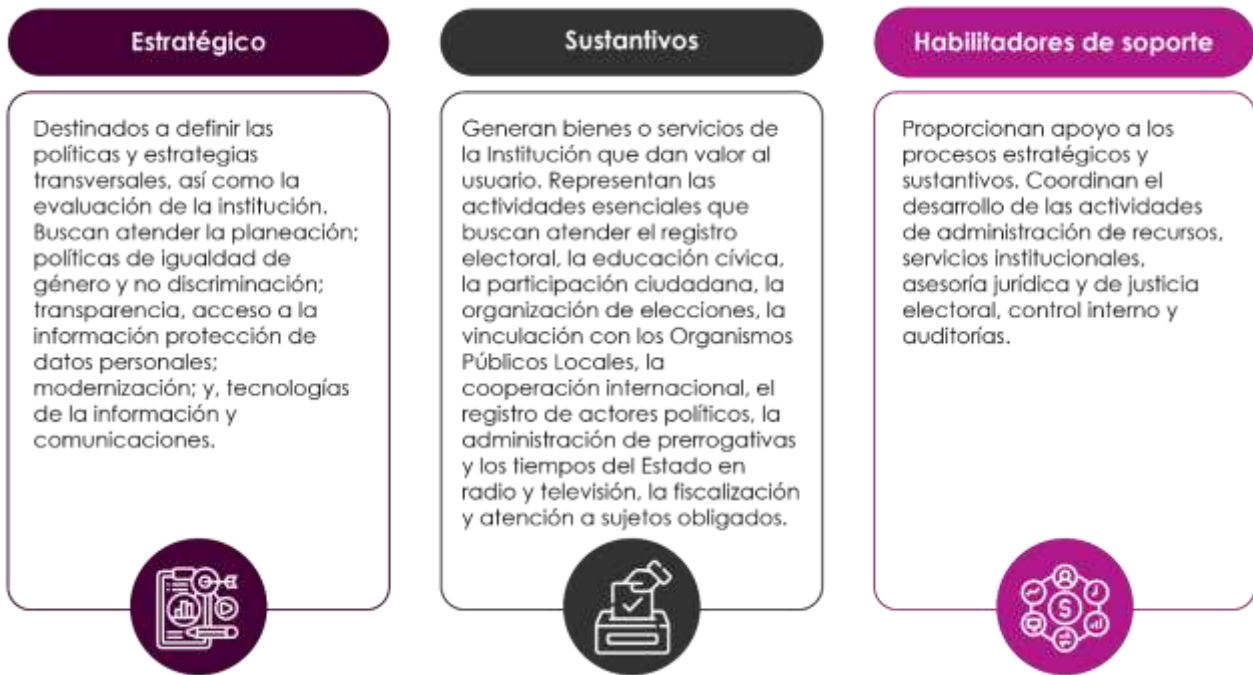 Estratégico
Destinados a definir las
políticas y estrategias
transversales, así como la
evaluación de la institución.
Buscan atender la planeación;
políticas de igualdad de
género y no discriminación;
transparencia, acceso a la
información protección de
datos personales;
modernización; y, tecnologías
de la información y
comunicaciones.
Sustantivos
Generan bienes o servicios de
la Institución que dan valor al
usuario. Representan las
actividades esenciales que
buscan atender el registro
electoral, la educación cívica,
la participación ciudadana, la
organización de elecciones, la
vinculación con los Organismos
Públicos Locales, la
cooperación internacional, el
registro de actores políticos, la
administración de prerrogativas
y los tiempos del Estado en
radio y televisión, la fiscalización
y atención a sujetos obligados.
Habilitadores de soporte
Proporcionan apoyo a los
procesos estratégicos y
sustantivos. Coordinan el
desarrollo de las actividades
de administración de recursos,
servicios institucionales,
asesoría jurídica y de justicia
electoral, control interno y
auditorías.